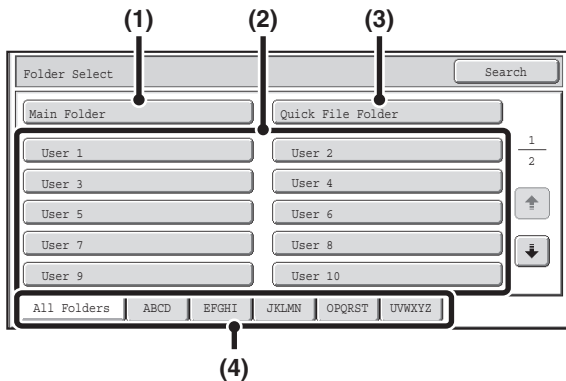 (1) (2) (3)
Folder Select Search
Main Folder Quick File Folder
User 1 User 2 1
2
User 3 User 4
User 5 User 6
User 7 User 8
User 9 User 10
All Folders ABCD EFGHI JKLMN OPQRST UVWXYZ
(4)